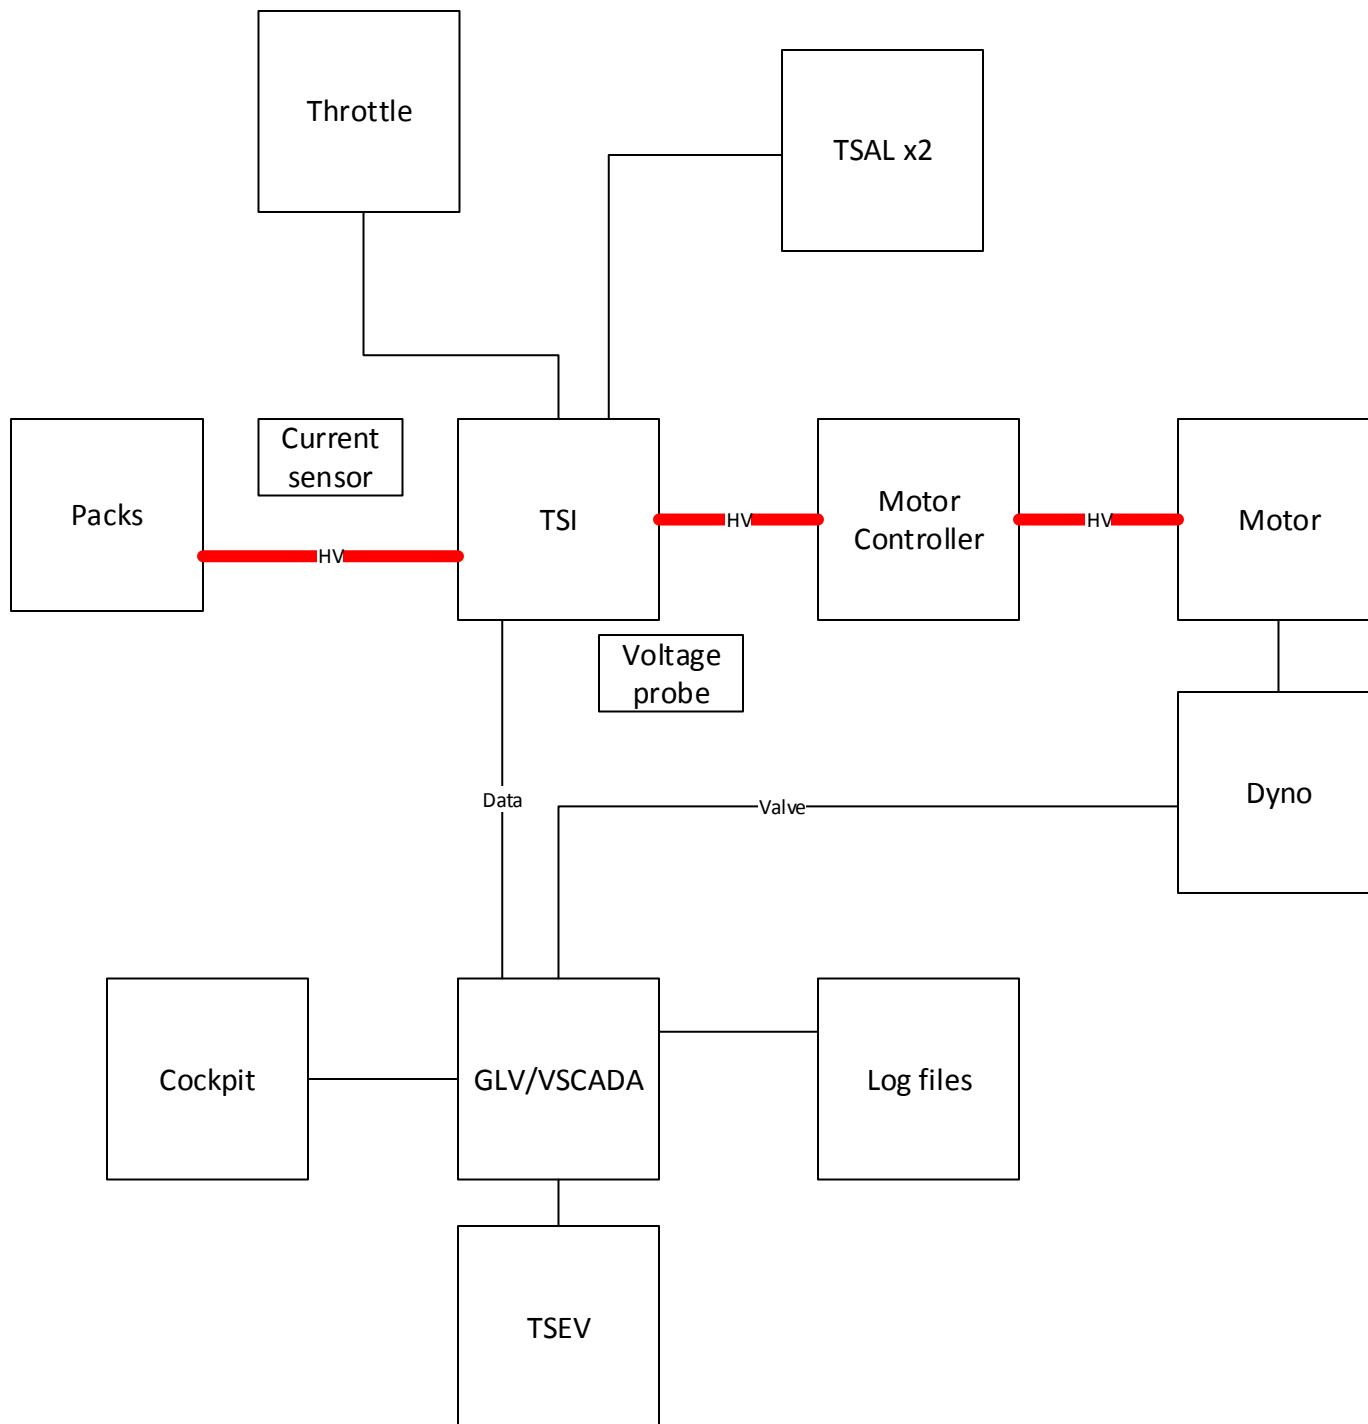 Throttle
TSAL x2
Current
sensor
Packs
HV
TSI
HV
Motor
Controller
HV
Motor
Voltage
probe
Data
Valve
Dyno
Cockpit
GLV/VSCADA
Log files
TSEV